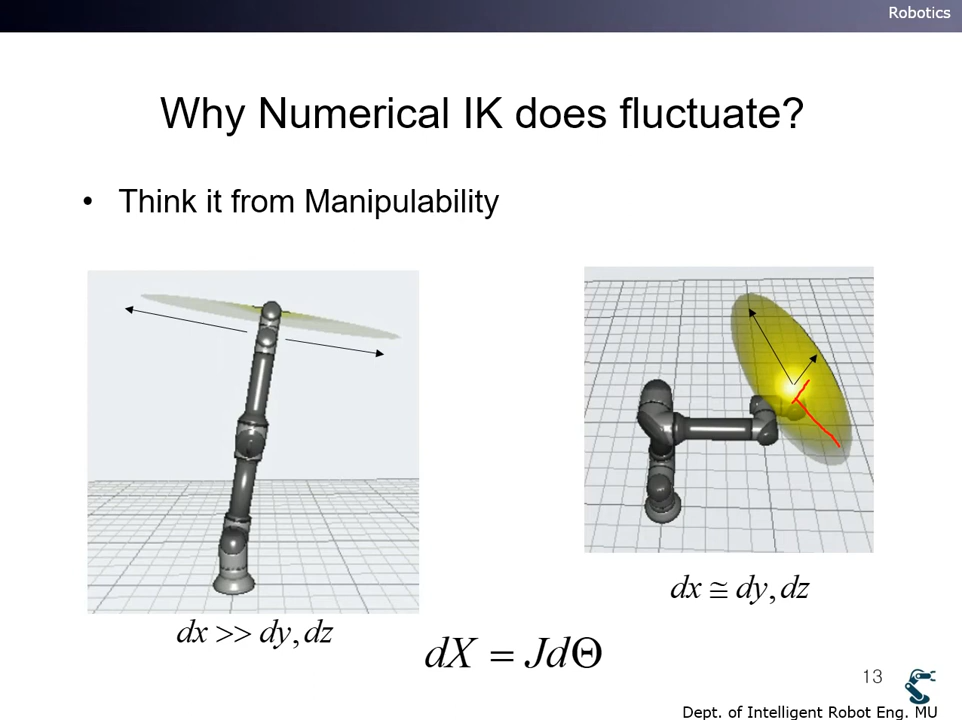 Robotics
Why Numerical IK does fluctuate?
• Think it from Manipulability
dx ≅ dy, dz
dx >> dy, dz
dX = JdΘ
13
Dept. of Intelligent Robot Eng. MU